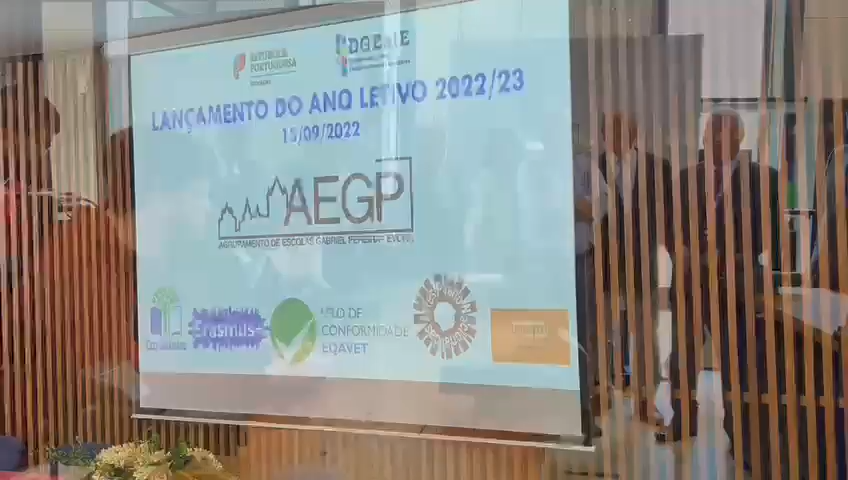 REPÚBLICA
PORTUGUESA
DGEstE
LANÇAMENTO DO ANO LETIVO 2022/23
15/09/2022
AEGP
AGRUPAMENTO DE ESCOLAS GABRIEL PEREIRA - ÉVORA
Erasmus+
SELO DE
CONFORMIDADE
EQAVET